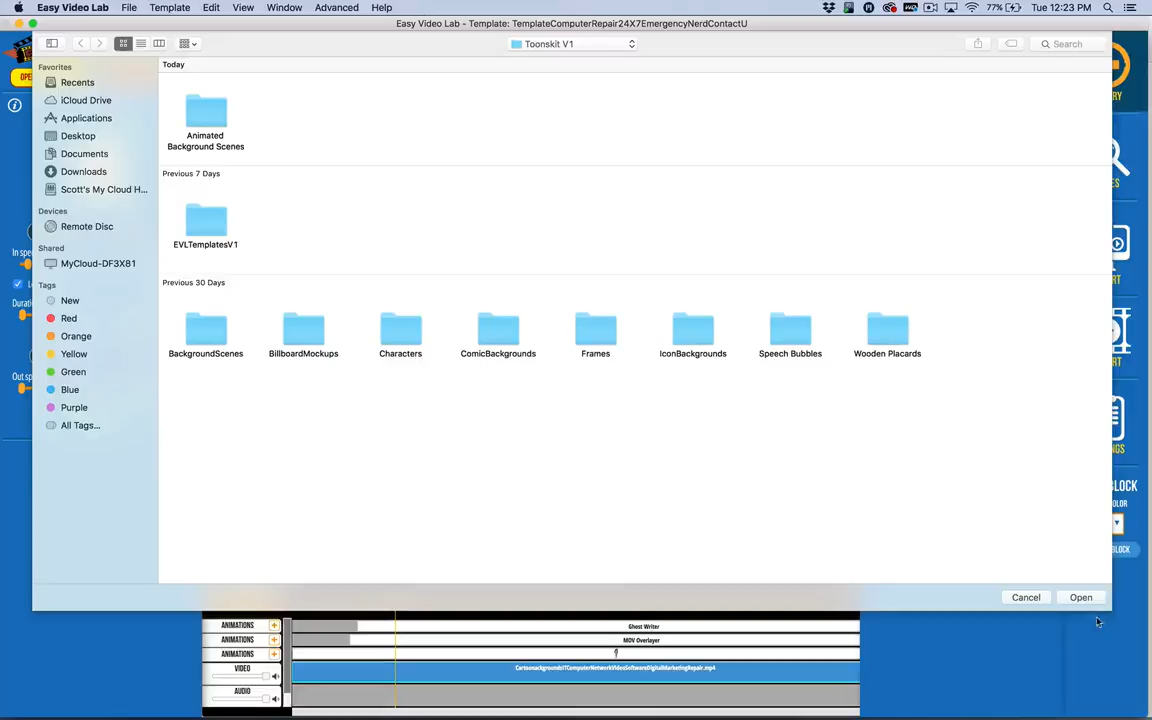 Easy Video Lab File Template Edit View Window Advanced Help 77% Tue 12:23 PM
Easy Video Lab - Template: TemplateComputerRepair24X7EmergencyNerdContactU
Toonskit V1
Search
Favorites
Recents
iCloud Drive
Applications
Desktop
Documents
Downloads
Scott's My Cloud H...
Devices
Remote Disc
Shared
MyCloud-DF3X81
Tags
New
Red
Orange
Yellow
Green
Blue
Purple
All Tags...
Today
Animated
Background Scenes
Previous 7 Days
EVLTemplatesV1
Previous 30 Days
BackgroundScenes BillboardMockups Characters ComicBackgrounds Frames IconBackgrounds Speech Bubbles Wooden Placards
Cancel Open
ANIMATIONS + Ghost Writer
ANIMATIONS + MOV Overlayer
ANIMATIONS +
VIDEO
AUDIO